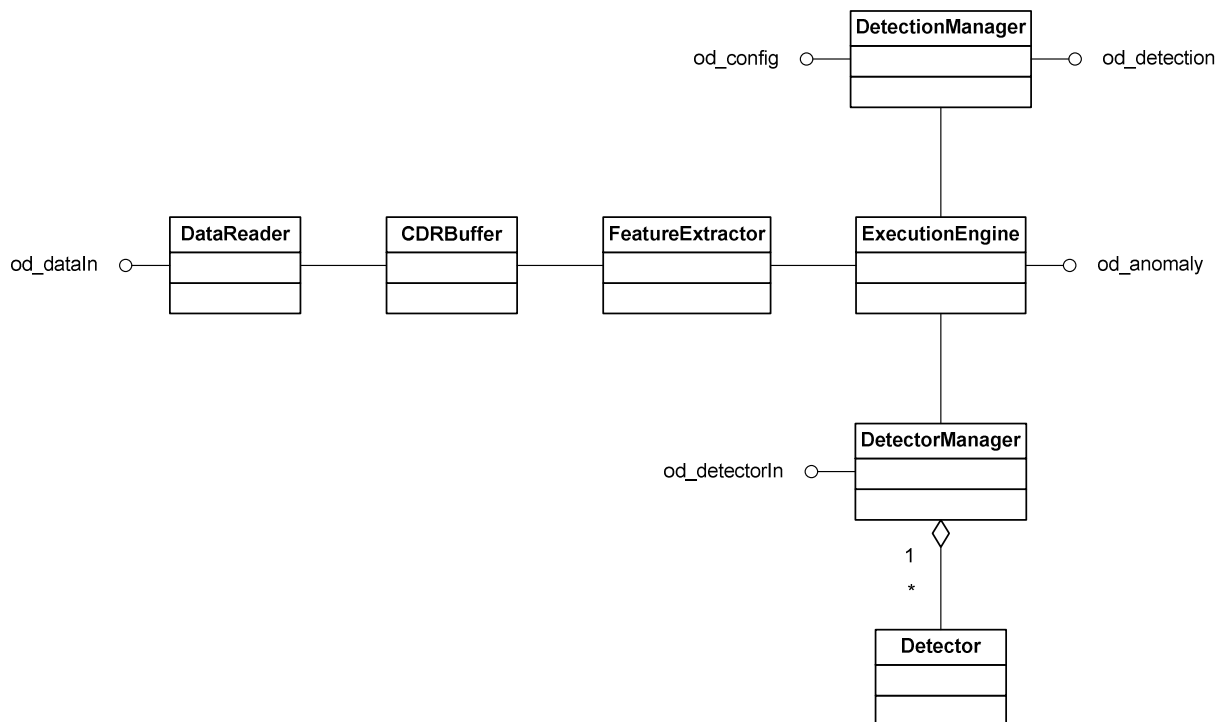 DetectionManager
od_config
od_detection
DataReader
CDRBuffer
FeatureExtractor
ExecutionEngine
od_dataIn
od_anomaly
DetectorManager
od_detectorIn
1
*
Detector